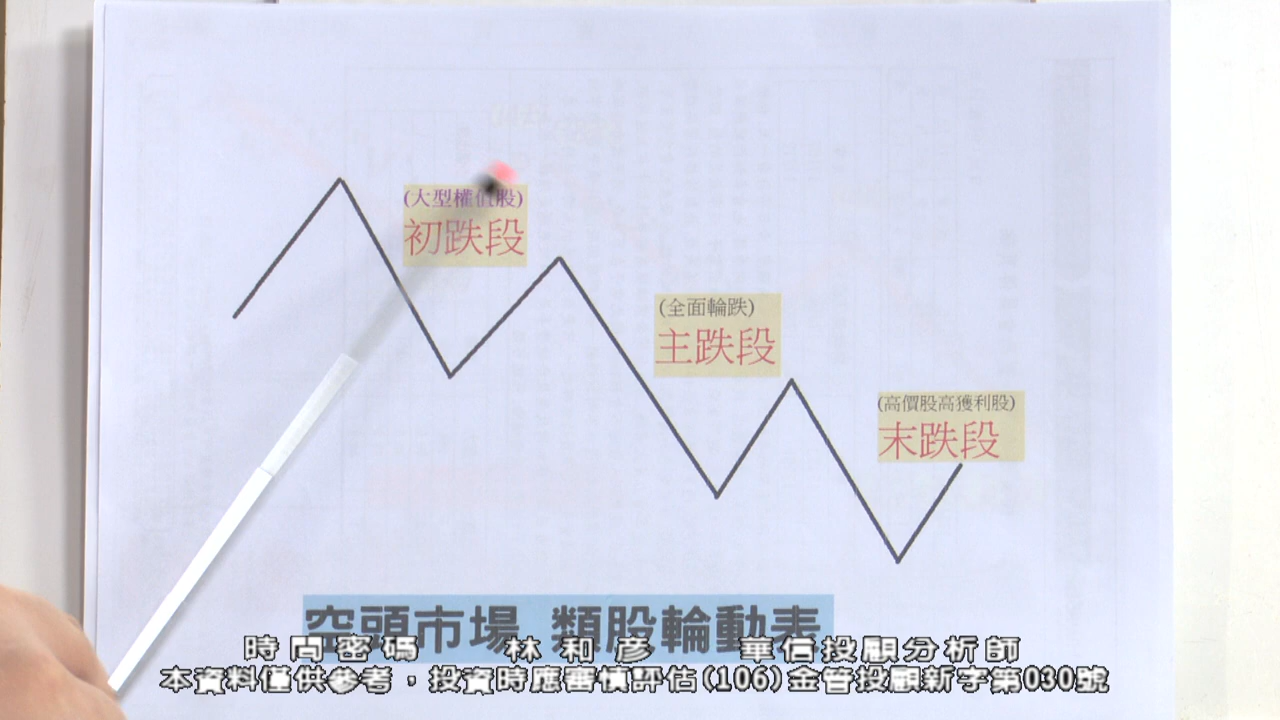 (大型權值股)
初跌段
(全面輪跌)
主跌段
(高價股高獲利股)
末跌段
空頭市場 類股輪動表
時間密碼 林和彦 華信投顧分析師
本資料僅供參考，投資時應審慎評估(106)金管投顧新字第030號